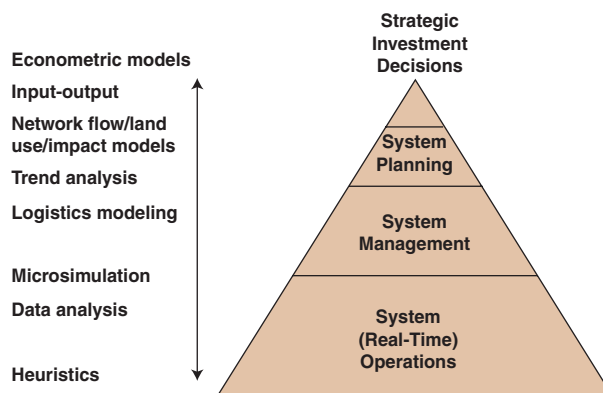 Econometric models
Input-output
Network flow/land
use/impact models
Trend analysis
Logistics modeling
Microsimulation
Data analysis
Heuristics
Strategic
Investment
Decisions
System
Planning
System
Management
System
(Real-Time)
Operations